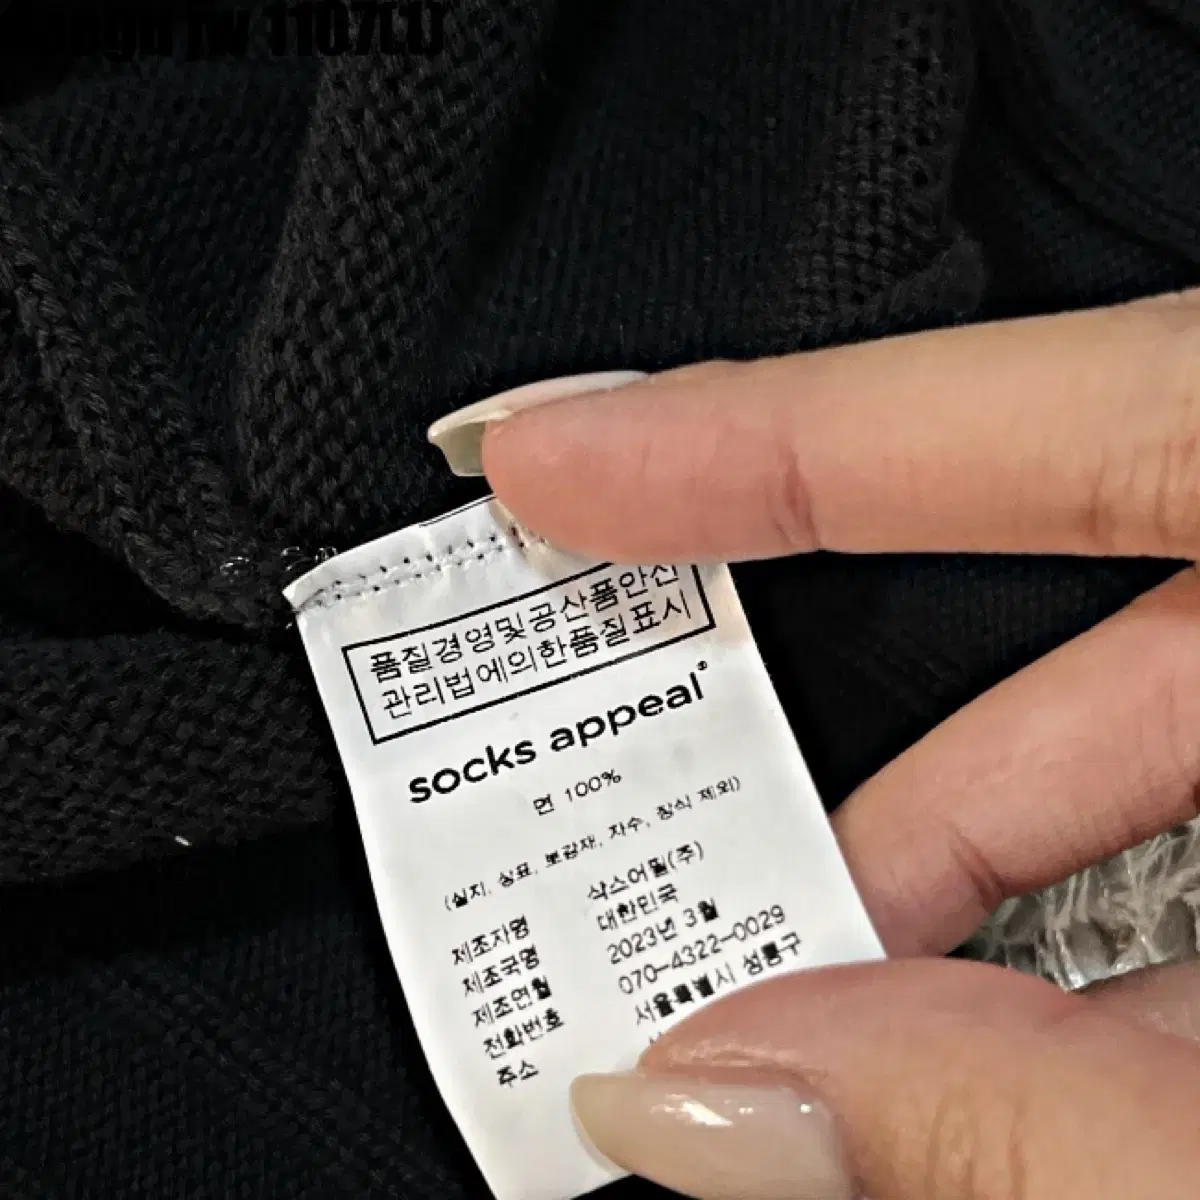 jw 1107(1)
품질경영및공산품안전
관리법에의한품질표시
socks appeal
면 100%
(실지, 상표, 보강재, 자수, 장식 제외)
제조자명 삭스어필(주)
제조국명 대한민국
제조연월 2023년 3월
전화번호 070-4322-0029
주소 서울특별시 성동구